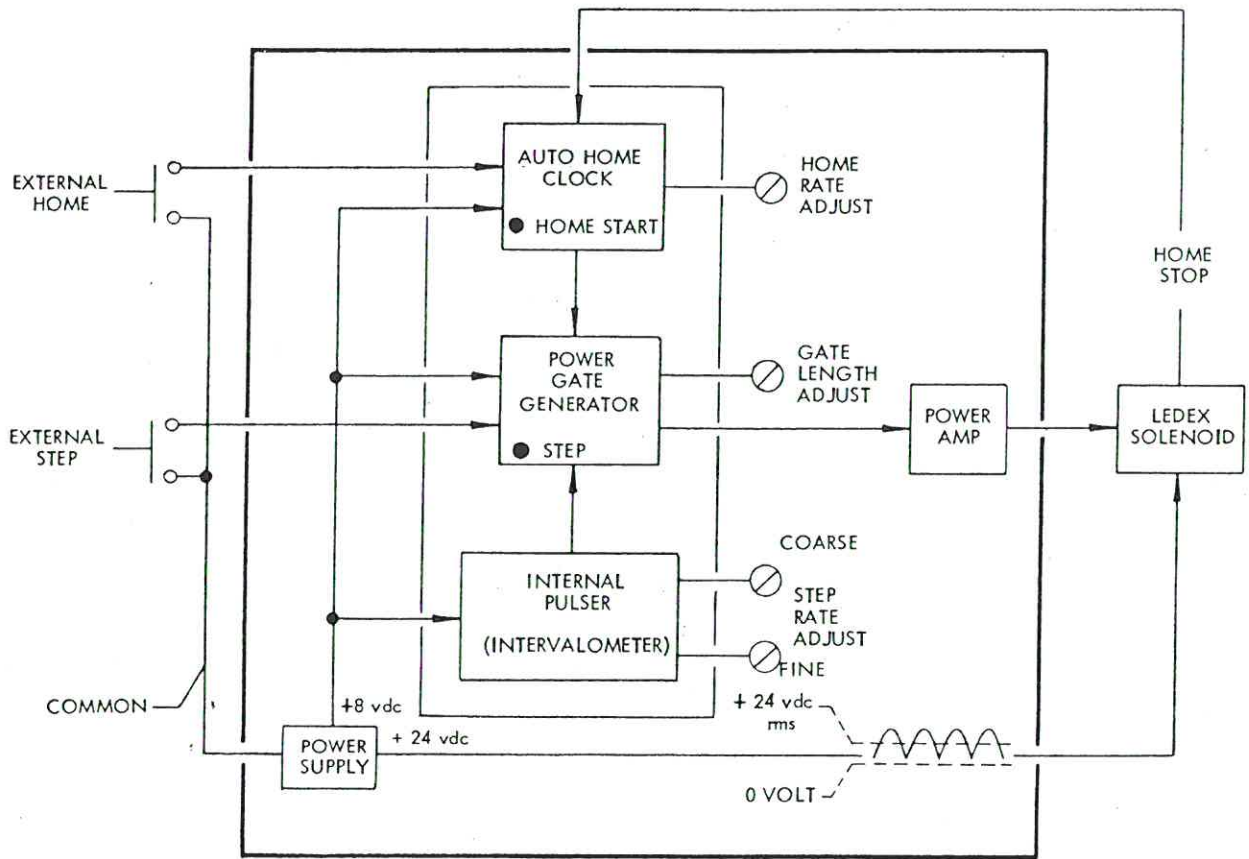 AUTO HOME
CLOCK
HOME START
HOME
RATE
ADJUST
EXTERNAL
HOME
HOME
STOP
POWER
GATE
GENERATOR
STEP
GATE
LENGTH
ADJUST
POWER
AMP
LEDEX
SOLENOID
EXTERNAL
STEP
INTERNAL
PULSER
(INTERVALOMETER)
COARSE
STEP
RATE
ADJUST
FINE
COMMON
+8 vdc
+ 24 vdc
POWER
SUPPLY
+ 24 vdc
rms
0 VOLT